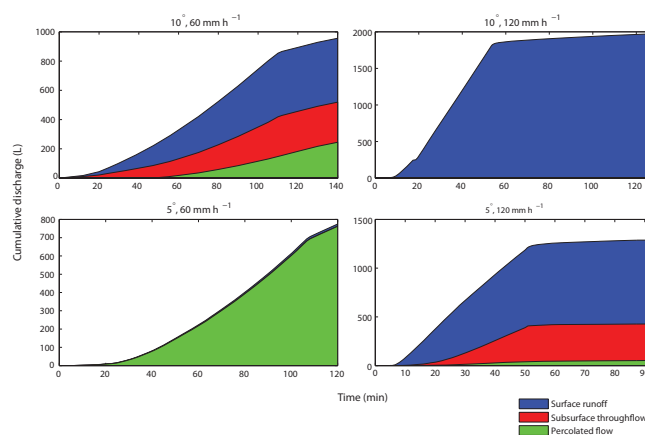 10°, 60 mm h⁻¹
10°, 120 mm h⁻¹
1000
800
600
400
200
0
0 20 40 60 80 100 120 140
2000
1500
1000
500
0
0 20 40 60 80 100 120
Cumulative discharge (L)
5°, 60 mm h⁻¹
5°, 120 mm h⁻¹
800
700
600
500
400
300
200
100
0
0 20 40 60 80 100 120
1500
1000
500
0
0 10 20 30 40 50 60 70 80 90
Time (min)
Surface runoff
Subsurface throughflow
Percolated flow